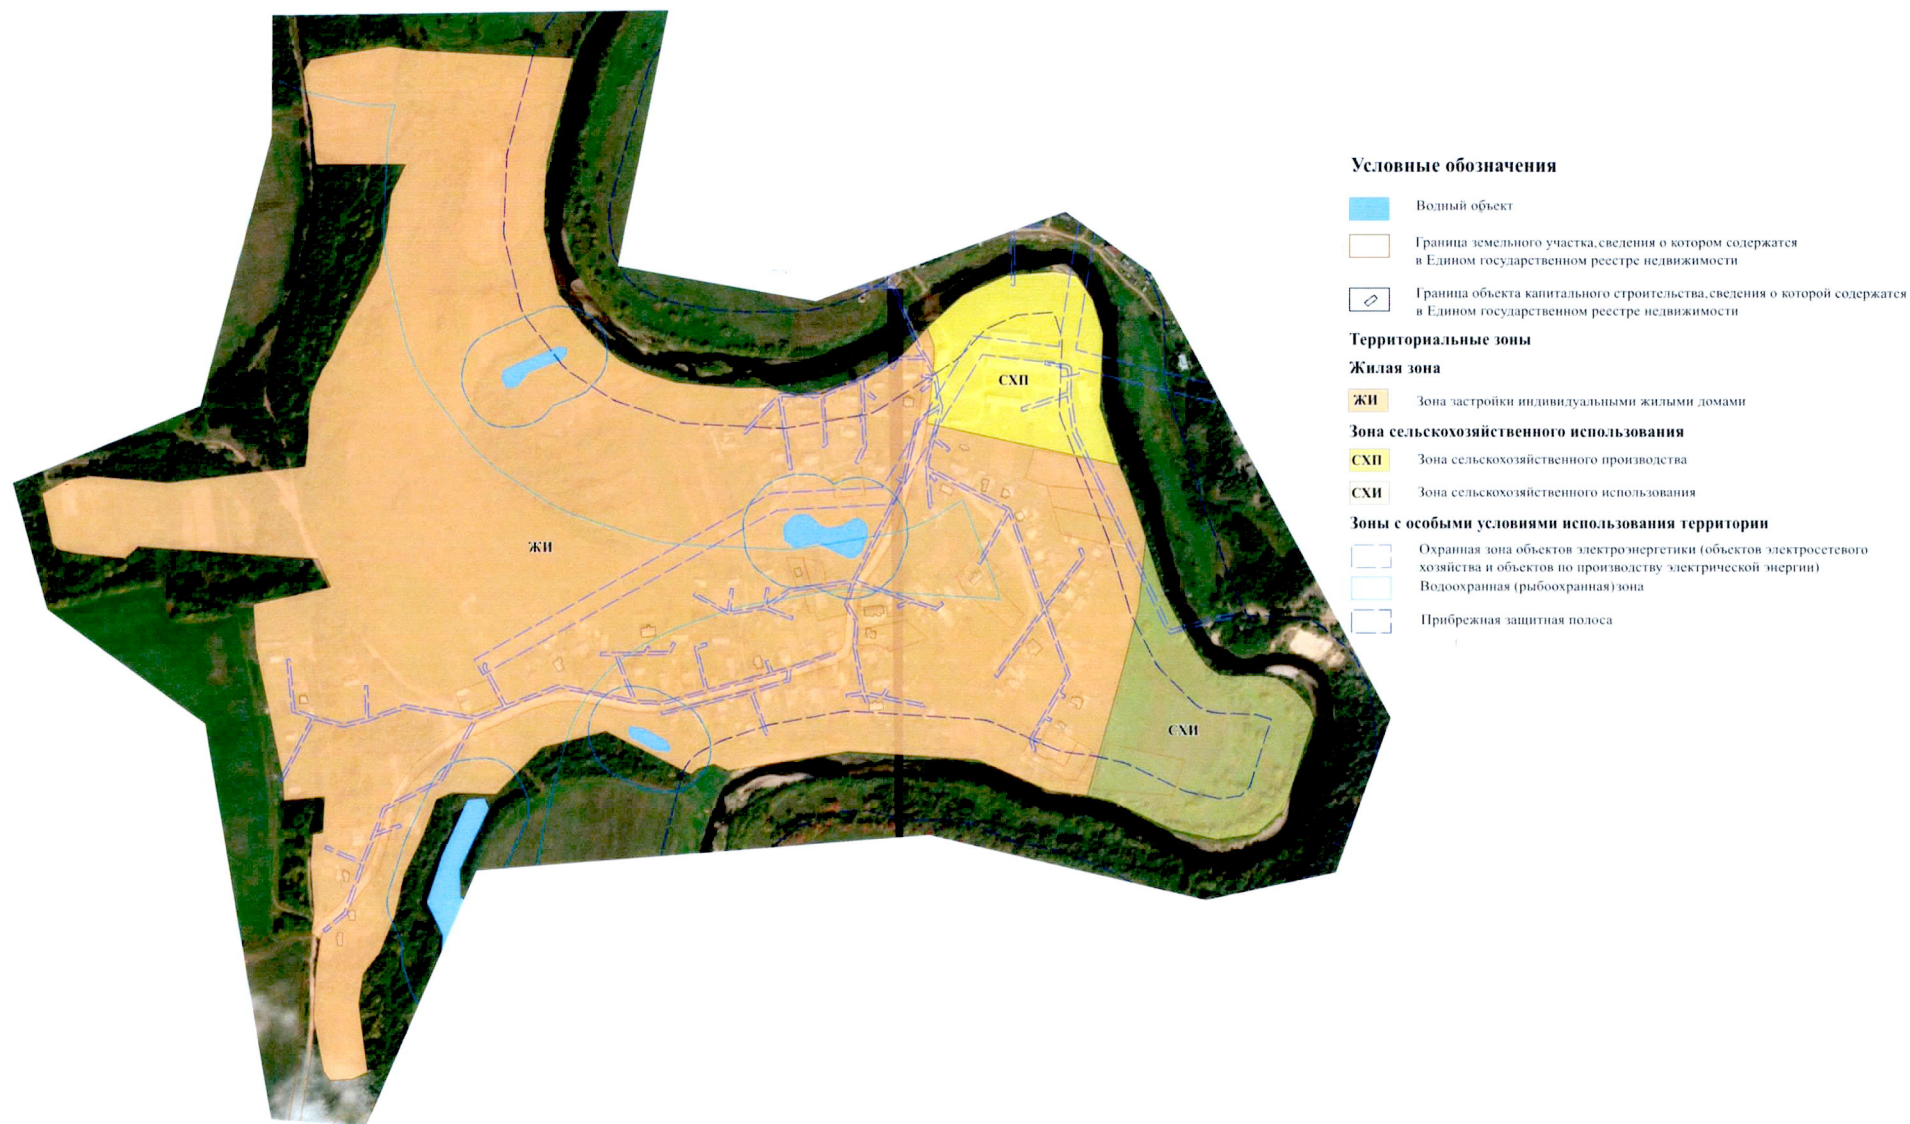 СХП
ЖИ
СХИ
Условные обозначения
Водный объект
Граница земельного участка, сведения о котором содержатся
в Едином государственном реестре недвижимости
Граница объекта капитального строительства, сведения о которой содержатся
в Едином государственном реестре недвижимости
Территориальные зоны
Жилая зона
ЖИ Зона застройки индивидуальными жилыми домами
Зона сельскохозяйственного использования
СХП Зона сельскохозяйственного производства
СХИ Зона сельскохозяйственного использования
Зоны с особыми условиями использования территории
Охранная зона объектов электроэнергетики (объектов электросетевого
хозяйства и объектов по производству электрической энергии)
Водоохранная (рыбоохранная) зона
Прибрежная защитная полоса